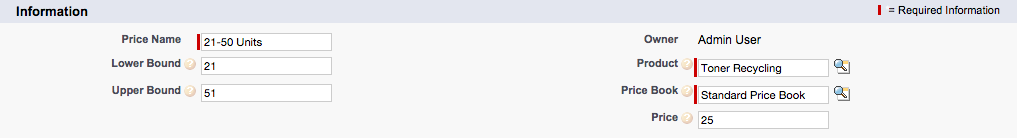 Information
= Required Information
Price Name 21-50 Units
Owner Admin User
Lower Bound ? 21
Product ? Toner Recycling
Upper Bound ? 51
Price Book ? Standard Price Book
Price ? 25